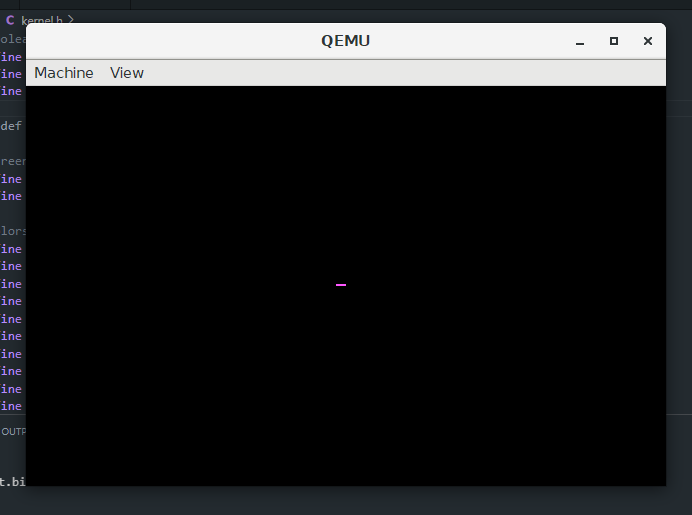 C kernel.h >
QEMU
Machine View
olea
ine
ine
ine
def
reen
ine
ine
lors
ine
ine
ine
ine
ine
ine
ine
ine
ine
ine
OUTP
t.bi